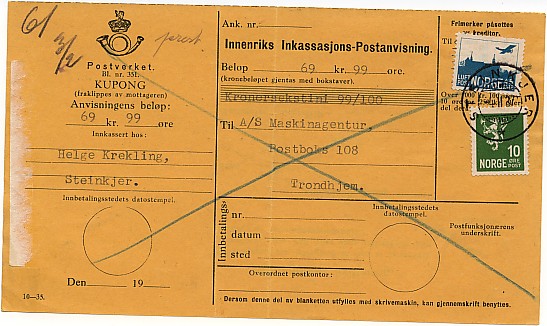 61 3/2
Postverket.
Bl. nr. 351.
KUPONG
(fraklippes av mottageren)
Anvisningens beløp:
69 kr. 99 øre.
Innkassert hos:
Helge Krekling,
Steinkjer.
Innbetalingsstedets datostempel.
Den 19
10-35.
Ank. nr.
Innenriks Inkassasjons-Postanvisning.
Beløp 69 kr. 99 øre.
(kronebeløpet gjentas med bokstaver)
Kronersekstini 99/100
Til A/S Maskinagentur,
Postboks 108
Trondhjem.
Innbetalings-
nr.
datum
sted
Innbetalingsstedets
datostempel.
Postfunksjonærens
underskrift.
Overordnet postkontor:
Dersom denne del av blanketten utfylles med skrivemaskin, kan gjennemskrift benyttes.
Frimerker påsettes
LUFT
NORGE
NKJER
NORGE
10 ØRE
POST